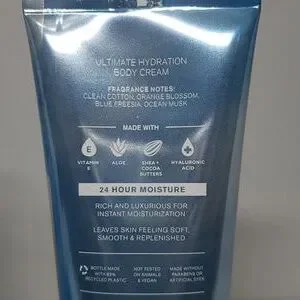 ULTIMATE HYDRATION
BODY CREAM
FRAGRANCE NOTES:
CLEAN COTTON, ORANGE BLOSSOM,
BLUE FREESIA, OCEAN MUSK
MADE WITH
E
VITAMIN
E
ALOE
SHEA +
COCOA
BUTTERS
HYALURONIC
ACID
24 HOUR MOISTURE
RICH AND LUXURIOUS FOR
INSTANT MOISTURIZATION
LEAVES SKIN FEELING SOFT,
SMOOTH & REPLENISHED
BOTTLE MADE
RECYCLED PLASTIC
NOT TESTED
ON ANIMALS
& VEGAN
MADE WITHOUT
PARABENS OR
ARTIFICIAL DYES